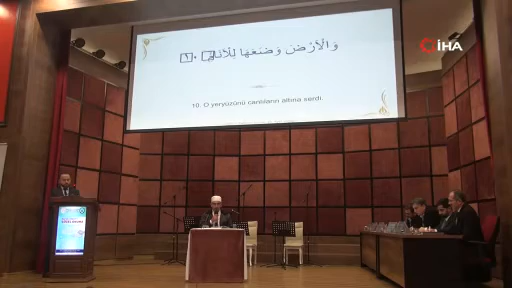 İHA
وَالْاَرْضَ وَضَعَهَا لِلْاَنَامِۙ ١٠
10. O yeryüzünü canlıların altına serdi.